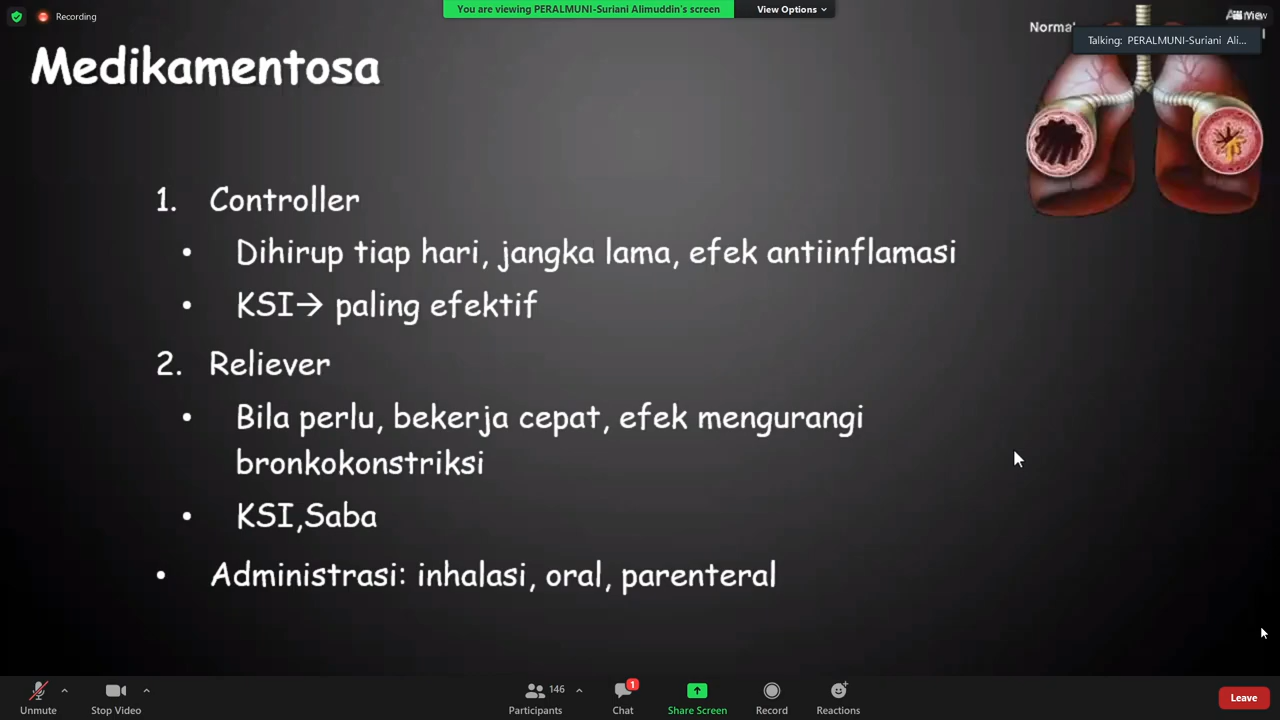 Recording
You are viewing PERALMUNI-Suriani Alimuddin's screen
View Options
View
Normal
Talking: PERALMUNI-Suriani Ali...
Medikamentosa
1. Controller
• Dihirup tiap hari, jangka lama, efek antiinflamasi
• KSI→ paling efektif
2. Reliever
• Bila perlu, bekerja cepat, efek mengurangi
bronkokonstriksi
• KSI,Saba
• Administrasi: inhalasi, oral, parenteral
Unmute
Stop Video
146
Participants
1
Chat
Share Screen
Record
Reactions
Leave